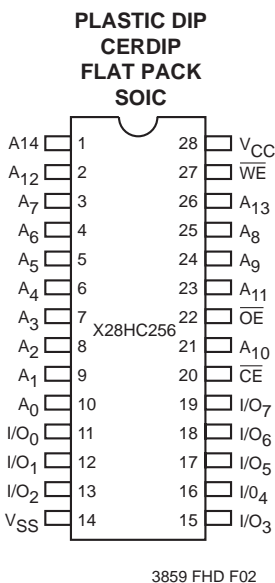 PLASTIC DIP
CERDIP
FLAT PACK
SOIC
A14 1 28 VCC
A12 2 27 WE
A7 3 26 A13
A6 4 25 A8
A5 5 24 A9
A4 6 23 A11
A3 7 22 OE
X28HC256
A2 8 21 A10
A1 9 20 CE
A0 10 19 I/O7
I/O0 11 18 I/O6
I/O1 12 17 I/O5
I/O2 13 16 I/04
VSS 14 15 I/O3
3859 FHD F02